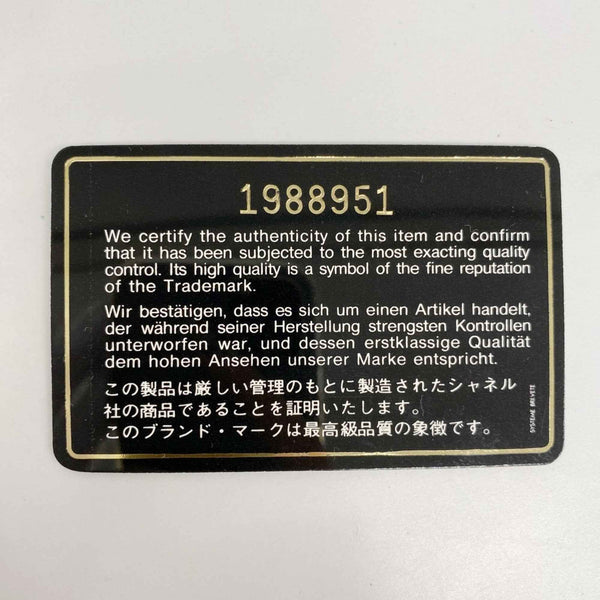 1988951
We certify the authenticity of this item and confirm
that it has been subjected to the most exacting quality
control. Its high quality is a symbol of the fine reputation
of the Trademark.
Wir bestätigen, dass es sich um einen Artikel handelt,
der während seiner Herstellung strengsten Kontrollen
unterworfen war, und dessen erstklassige Qualität
dem hohen Ansehen unserer Marke entspricht.
この製品は厳しい管理のもとに製造されたシャネル
社の商品であることを証明いたします。
このブランド・マークは最高級品質の象徴です。
SYSTEME BREVETE